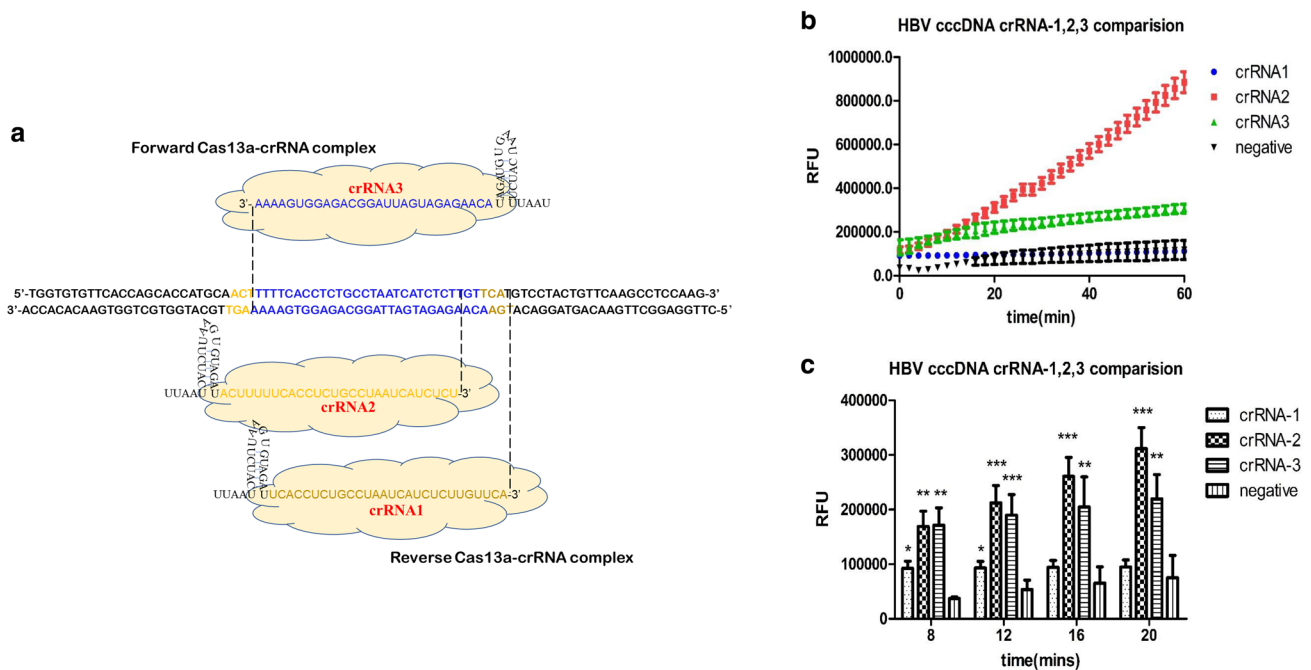 a
Forward Cas13a-crRNA complex
crRNA3
3'- AAAAGUGGAGACGGAUUAGUAGAGAACA U UUAAU
5'-TGGTGTGTTCACCAGCACCATGCAACTTTTTCACCTCTGCCTAATCATCTCTTGTTCATGTCCTACTGTTCAAGCCTCCAAG-3'
3'-ACCACACAAGTGGTCGTGGTACGTTGAAAAAGTGGAGACGGATTAGTAGAGAACAAGTACAGGATGACAAGTTCGGAGGTTC-5'
UUAAU UACUUUUUCACCUCUGCCUAAUCAUCUCU-3'
crRNA2
UUAAU UUCACCUCUGCCUAAUCAUCUCUUGUUCA-3'
crRNA1
Reverse Cas13a-crRNA complex
b
HBV cccDNA crRNA-1,2,3 comparision
RFU
1000000.0
800000.0
600000.0
400000.0
200000.0
0.0
0
20
40
60
time(min)
crRNA1
crRNA2
crRNA3
negative
c
HBV cccDNA crRNA-1,2,3 comparision
RFU
400000
300000
200000
100000
0
* ** **
* *** ***
*** **
*** **
8
12
16
20
time(mins)
crRNA-1
crRNA-2
crRNA-3
negative